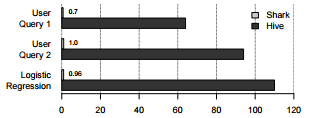 User
Query 1
0.7
User
Query 2
1.0
Logistic
Regression
0.96
Shark
Hive
0 20 40 60 80 100 120